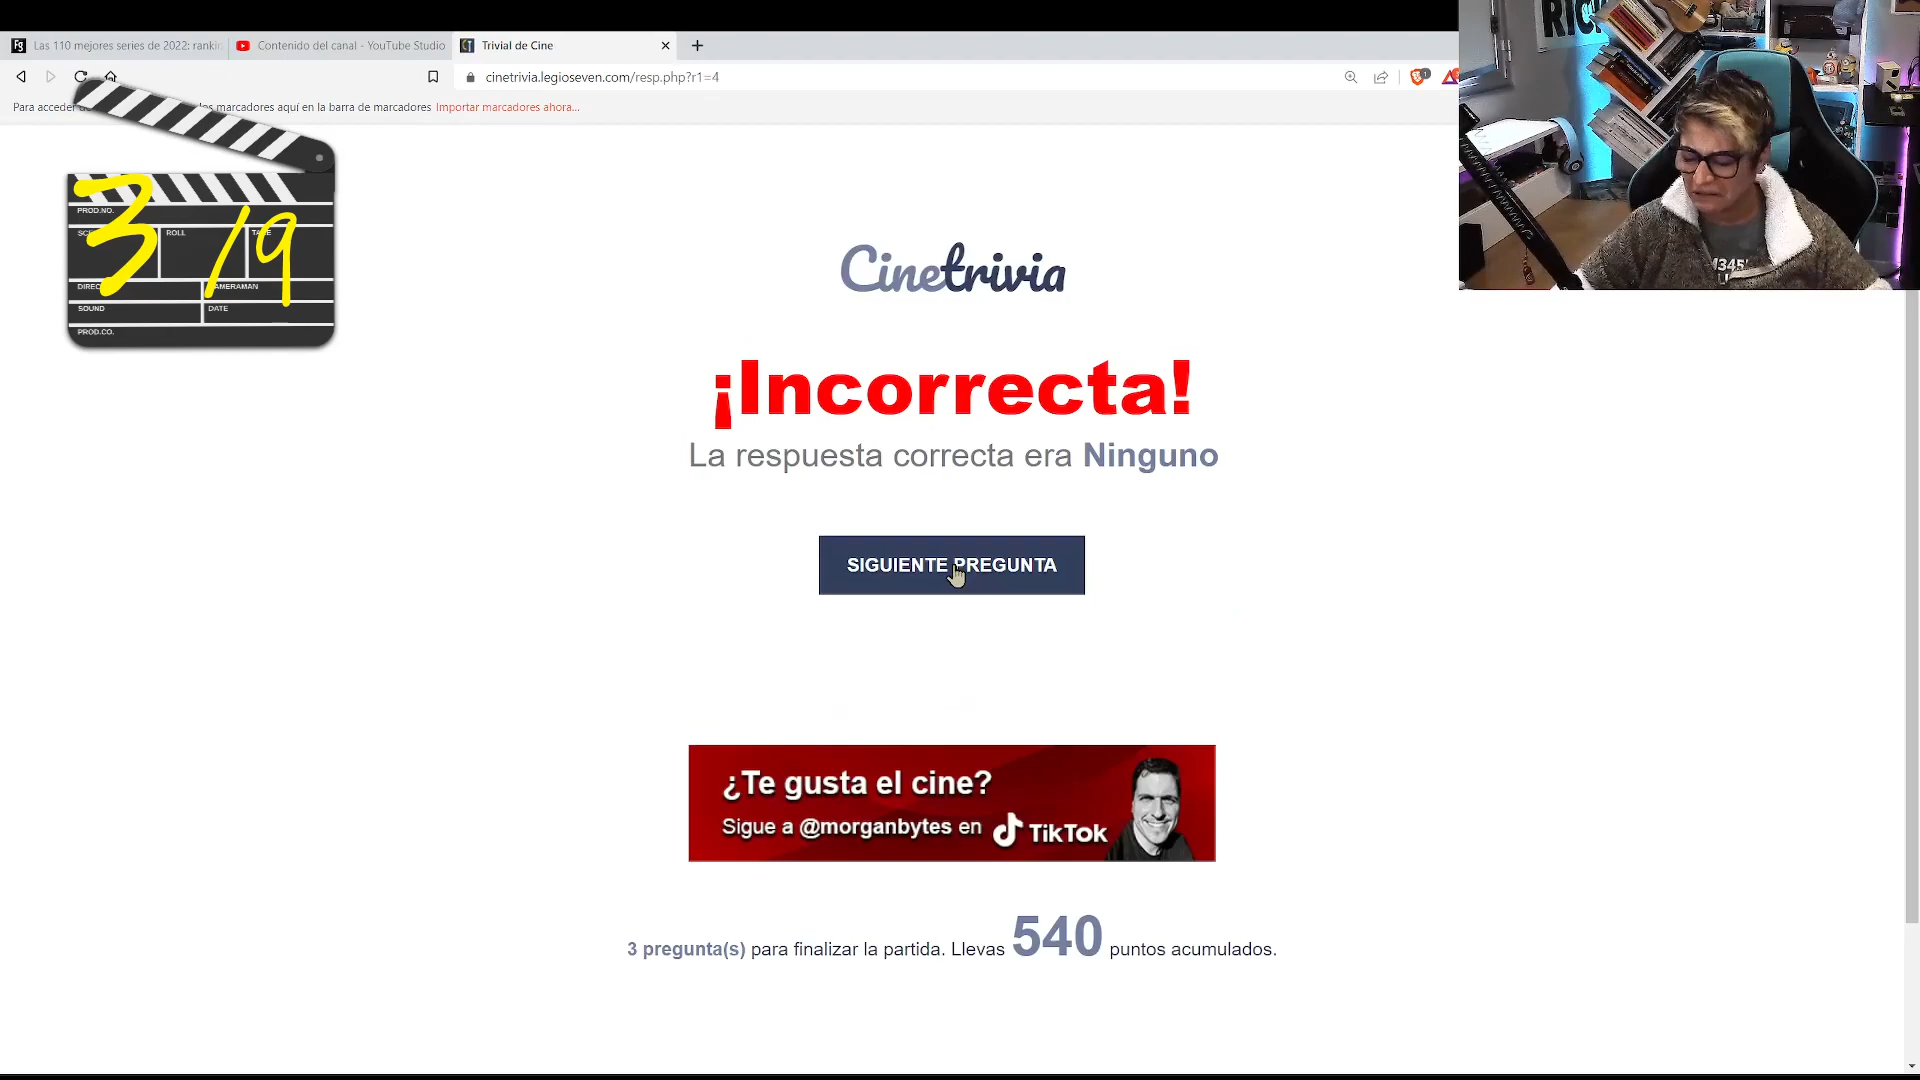 Las 110 mejores series de 2022: rankin
Contenido del canal - YouTube Studio
Trivial de Cine
cinetrivia.legioseven.com/resp.php?r1=4
Para acceder
los marcadores aquí en la barra de marcadores Importar marcadores ahora...
PROD.NO.
ROLL
3/9
CAMERAMAN
SOUND
DATE
PROD.CO.
Cinetrivia
¡Incorrecta!
La respuesta correcta era Ninguno
SIGUIENTE PREGUNTA
¿Te gusta el cine?
Sigue a @morganbytes en TikTok
3 pregunta(s) para finalizar la partida. Llevas 540 puntos acumulados.